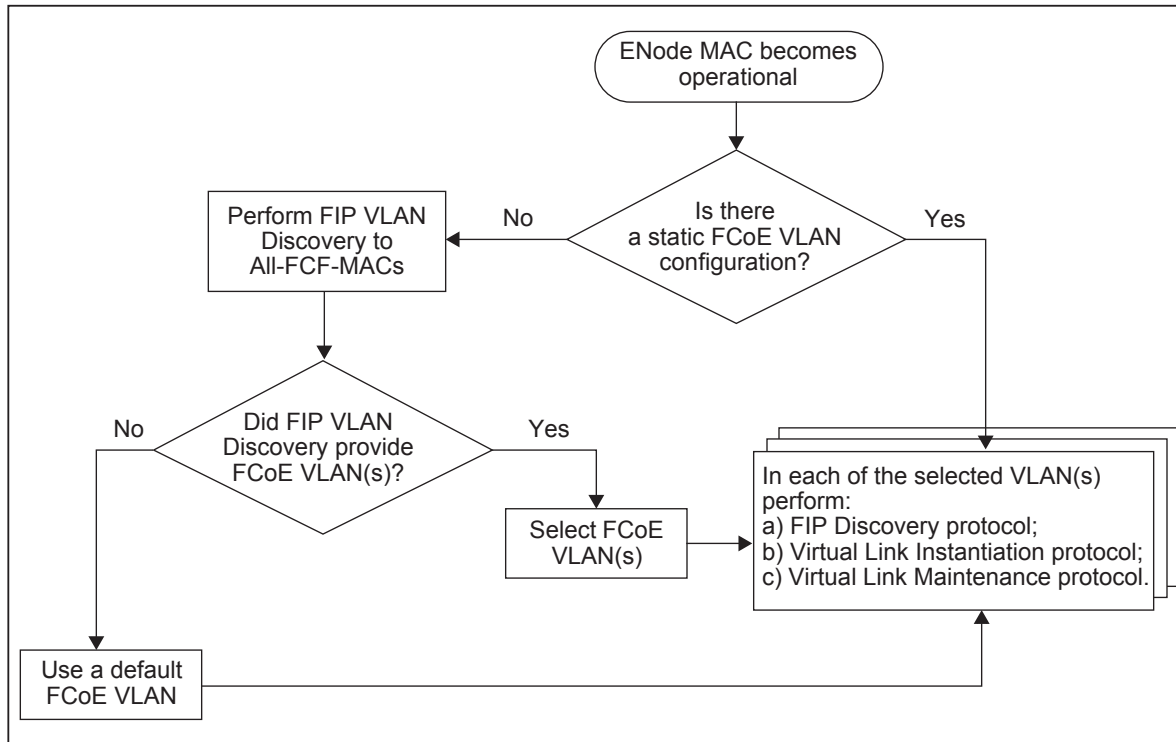 ENode MAC becomes
operational
Is there
a static FCoE VLAN
configuration?
No
Yes
Perform FIP VLAN
Discovery to
All-FCF-MACs
Did FIP VLAN
Discovery provide
FCoE VLAN(s)?
No
Yes
Select FCoE
VLAN(s)
In each of the selected VLAN(s)
perform:
a) FIP Discovery protocol;
b) Virtual Link Instantiation protocol;
c) Virtual Link Maintenance protocol.
Use a default
FCoE VLAN